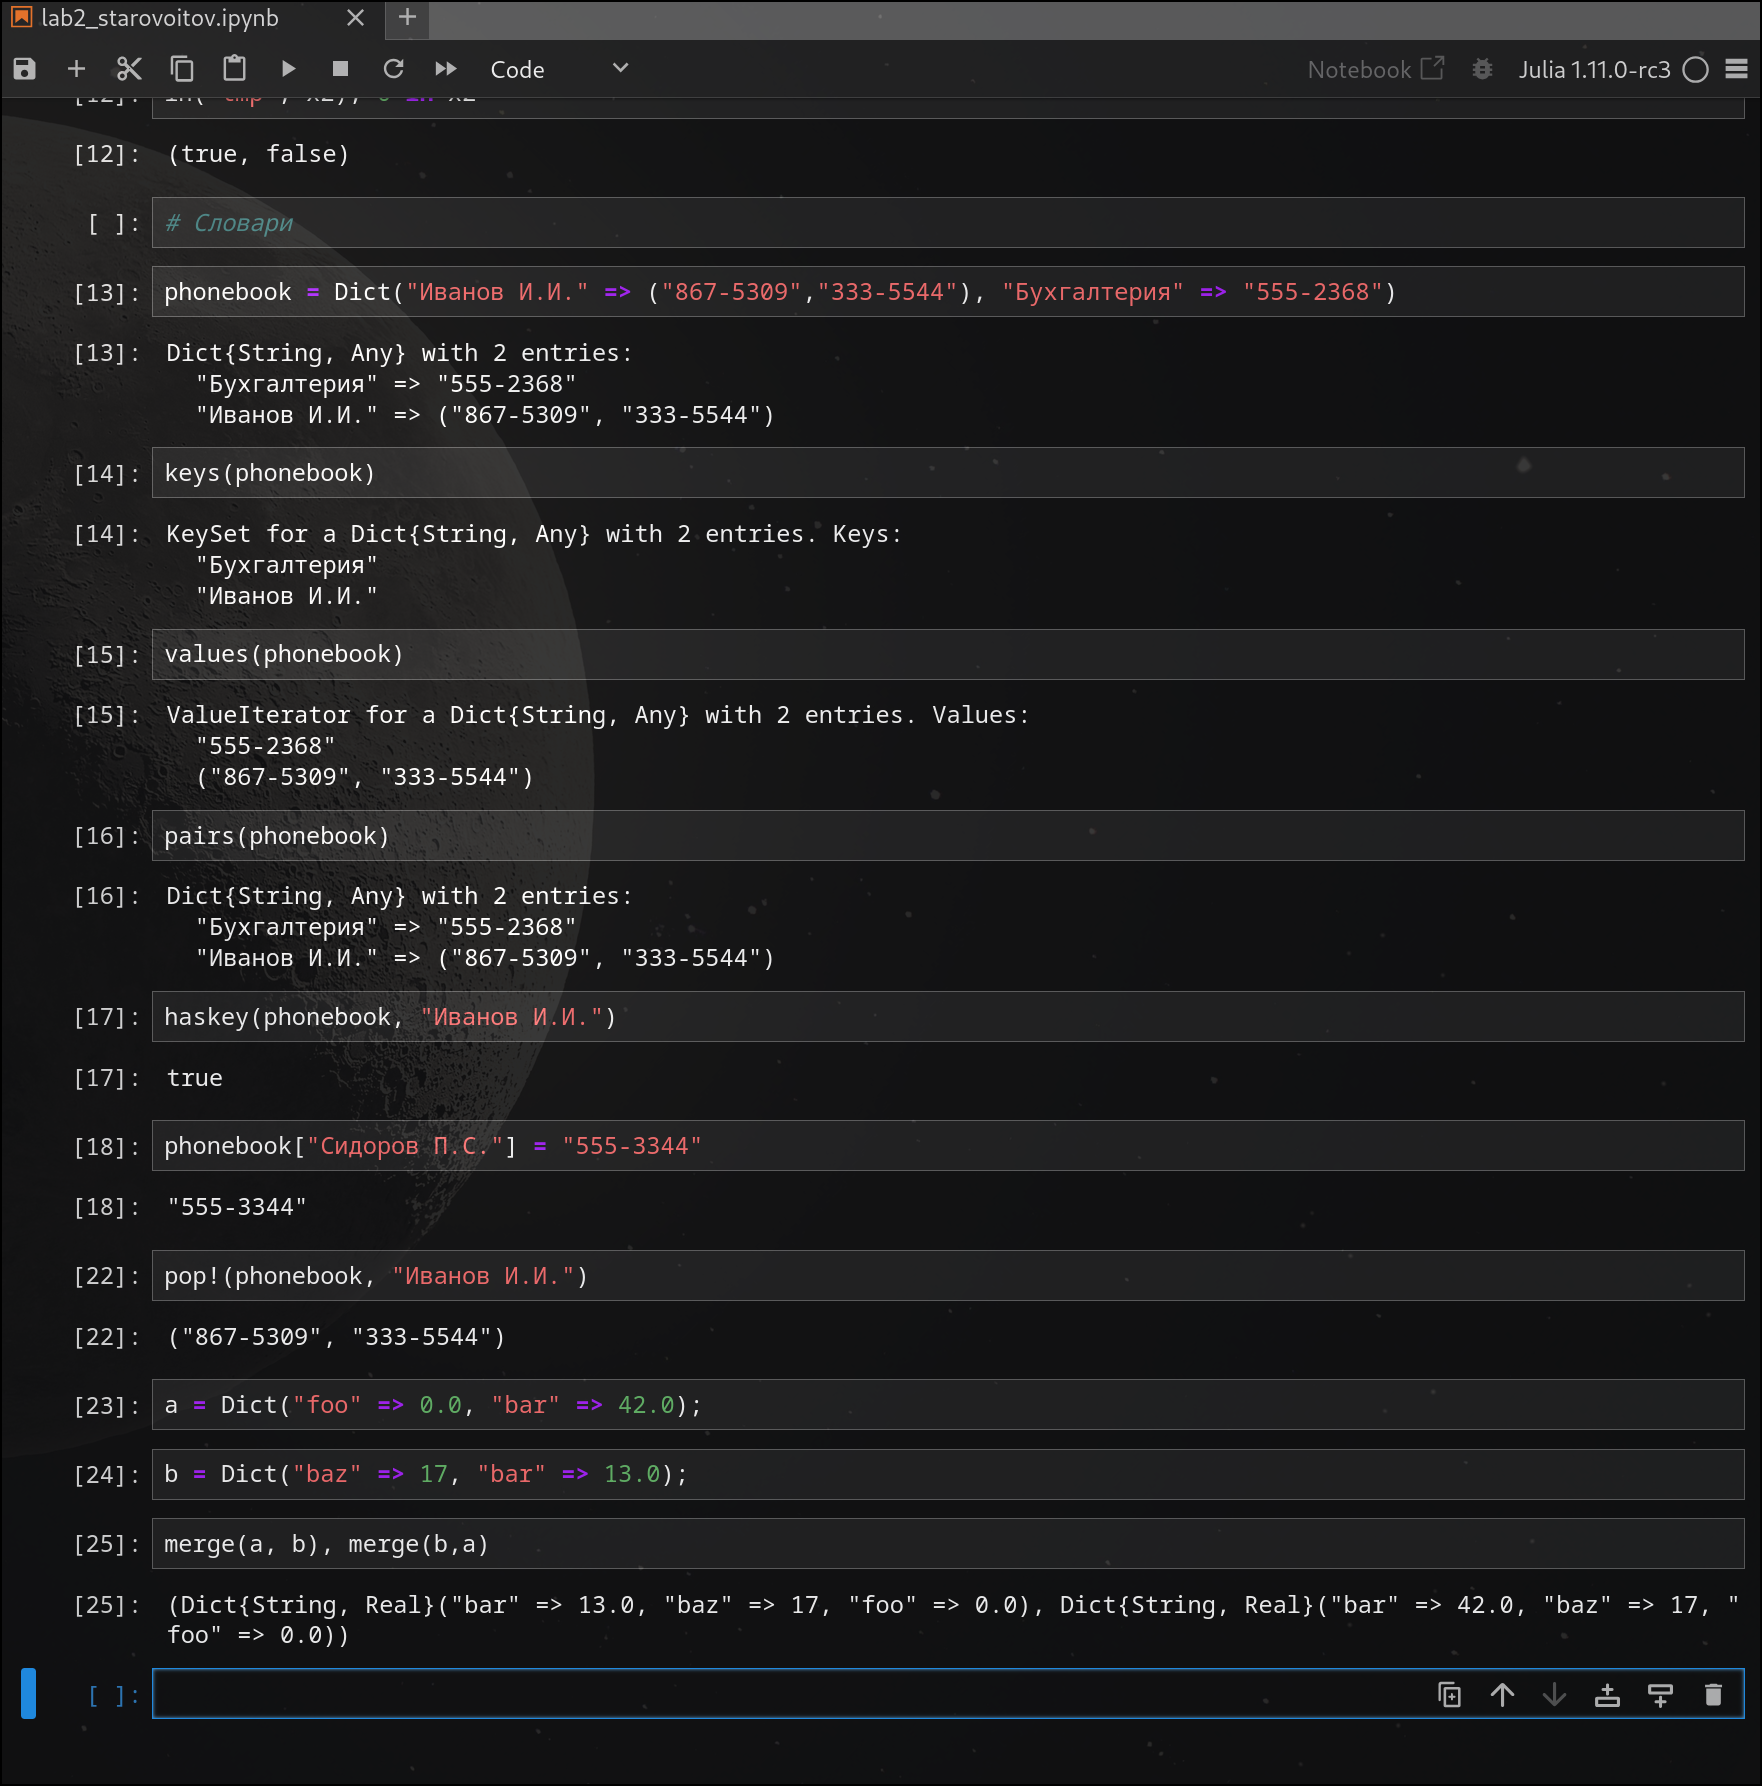 lab2_starovoitov.ipynb
Code
Notebook
Julia 1.11.0-rc3
[12]: (true, false)
[ ]: # Словари
[13]: phonebook = Dict("Иванов И.И." => ("867-5309","333-5544"), "Бухгалтерия" => "555-2368")
[13]: Dict{String, Any} with 2 entries:
"Бухгалтерия" => "555-2368"
"Иванов И.И." => ("867-5309", "333-5544")
[14]: keys(phonebook)
[14]: KeySet for a Dict{String, Any} with 2 entries. Keys:
"Бухгалтерия"
"Иванов И.И."
[15]: values(phonebook)
[15]: ValueIterator for a Dict{String, Any} with 2 entries. Values:
"555-2368"
("867-5309", "333-5544")
[16]: pairs(phonebook)
[16]: Dict{String, Any} with 2 entries:
"Бухгалтерия" => "555-2368"
"Иванов И.И." => ("867-5309", "333-5544")
[17]: haskey(phonebook, "Иванов И.И.")
[17]: true
[18]: phonebook["Сидоров П.С."] = "555-3344"
[18]: "555-3344"
[22]: pop!(phonebook, "Иванов И.И.")
[22]: ("867-5309", "333-5544")
[23]: a = Dict("foo" => 0.0, "bar" => 42.0);
[24]: b = Dict("baz" => 17, "bar" => 13.0);
[25]: merge(a, b), merge(b,a)
[25]: (Dict{String, Real}("bar" => 13.0, "baz" => 17, "foo" => 0.0), Dict{String, Real}("bar" => 42.0, "baz" => 17, "
foo" => 0.0))
[ ]: